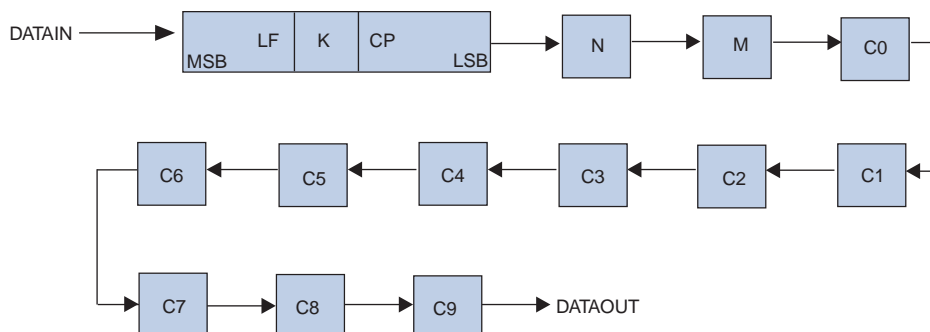 DATAIN
LF K CP
MSB LSB
N
M
C0
C6
C5
C4
C3
C2
C1
C7
C8
C9
DATAOUT